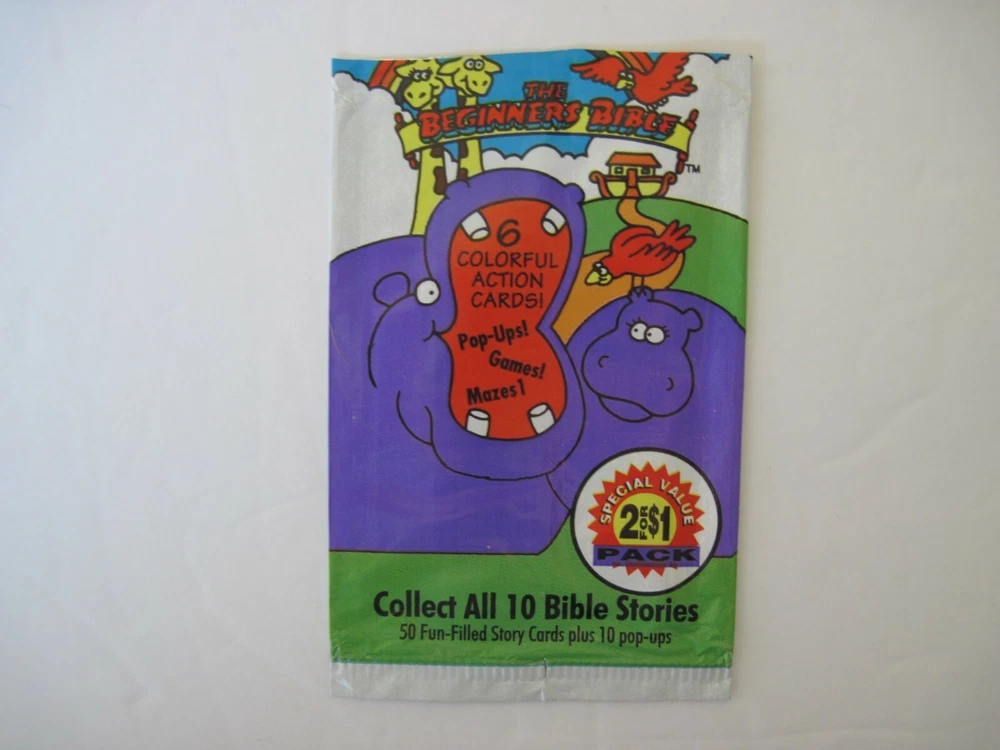 THE
BEGINNERS BIBLE
TM
6
COLORFUL
ACTION
CARDS!
Pop-Ups!
Games!
Mazes!
SPECIAL VALUE
2 FOR $1
PACK
Collect All 10 Bible Stories
50 Fun-Filled Story Cards plus 10 pop-ups